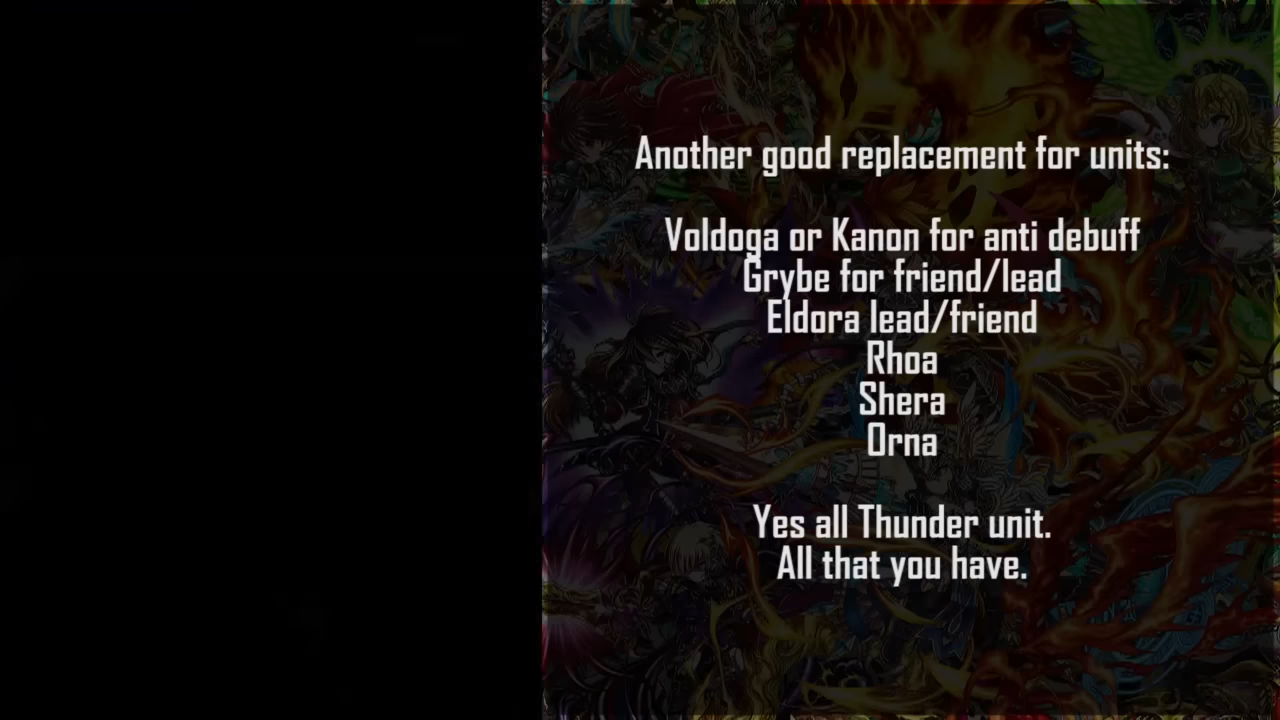 Another good replacement for units:
Voldoga or Kanon for anti debuff
Grybe for friend/lead
Eldora lead/friend
Rhoa
Shera
Orna
Yes all Thunder unit.
All that you have.